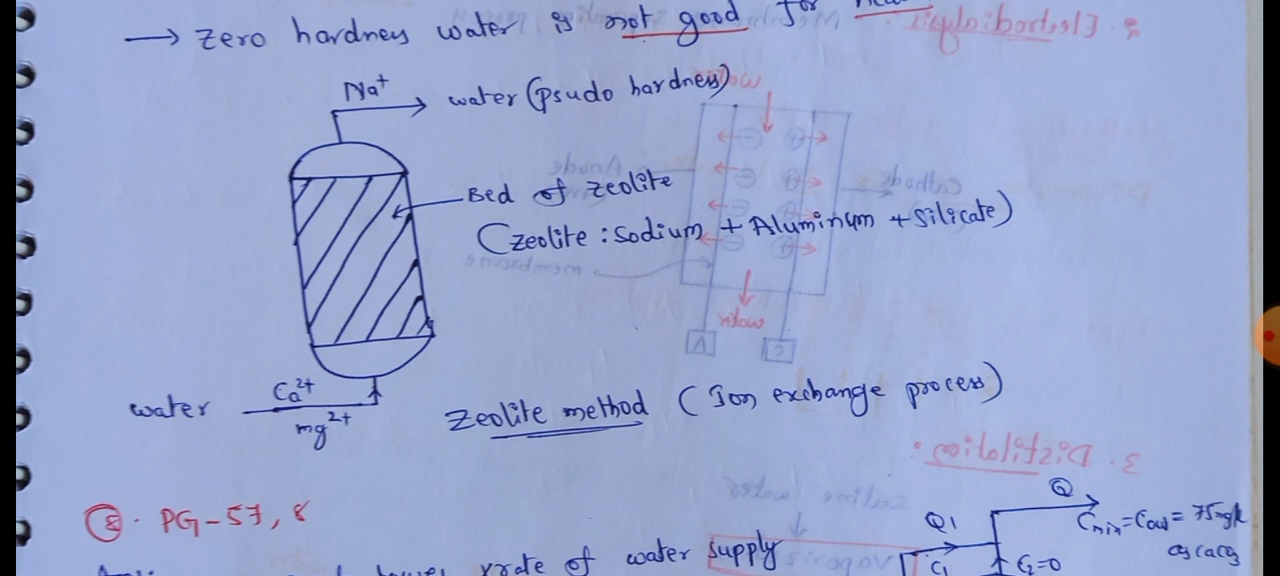 → Zero hardness water is not good for
Na⁺
water (psudo hardness)
Bed of zeolite
(zeolite : Sodium + Aluminum + Silicate)
water Ca²⁺
mg²⁺
Zeolite method (Ion exchange process)
⑧. PG-57, 8
Q
Cmin = Cout = 75mg/l
as CaCO3
Q1
C1
C2=0
rate of water supply